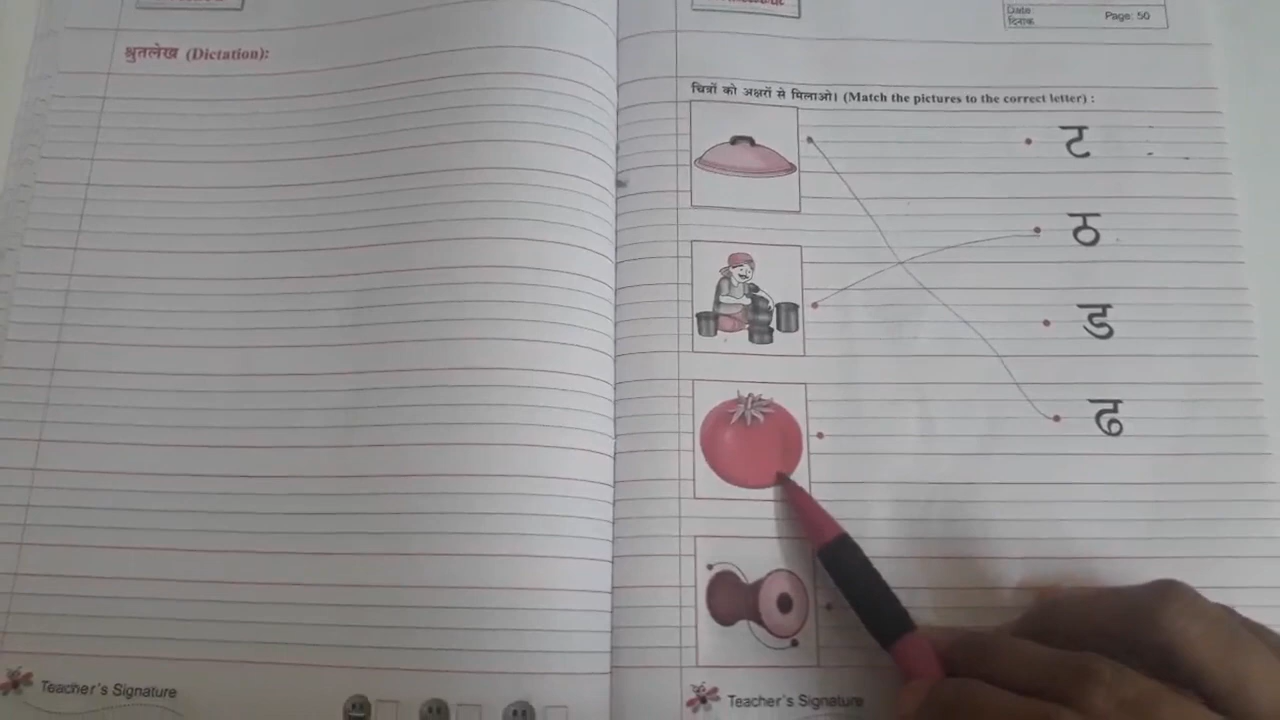 श्रुतलेख (Dictation):
Teacher's Signature
Date
दिनांक
Page: 50
चित्रों को अक्षरों से मिलाओ। (Match the pictures to the correct letter) :
ट
ठ
ड
ढ
Teacher's Signature